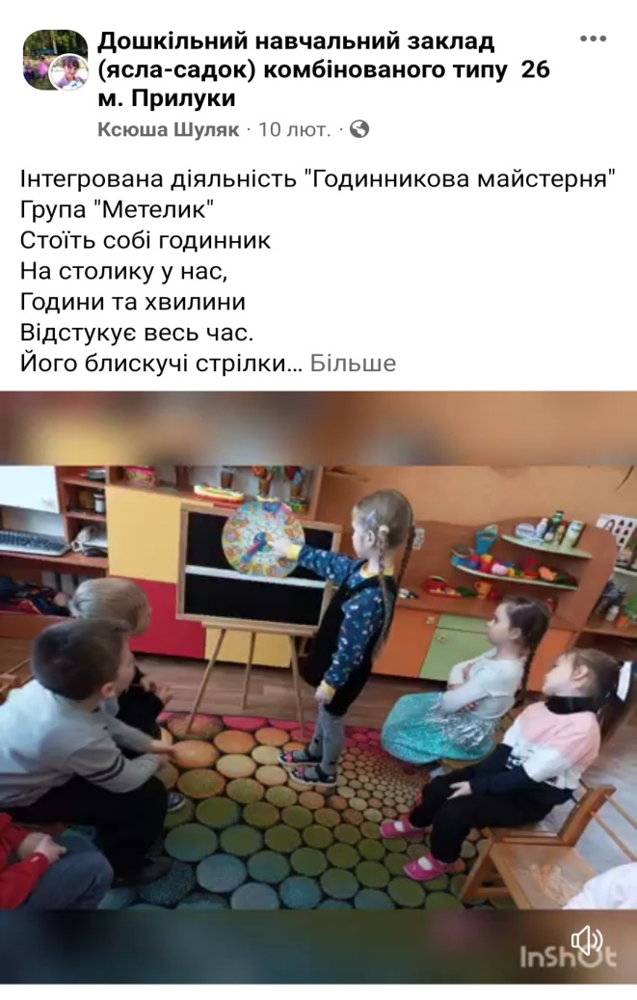 Дошкільний навчальний заклад
(ясла-садок) комбінованого типу 26
м. Прилуки
Ксюша Шуляк · 10 лют. ·
Інтегрована діяльність "Годинникова майстерня"
Група "Метелик"
Стоїть собі годинник
На столику у нас,
Години та хвилини
Відстукує весь час.
Його блискучі стрілки... Більше
InShOt